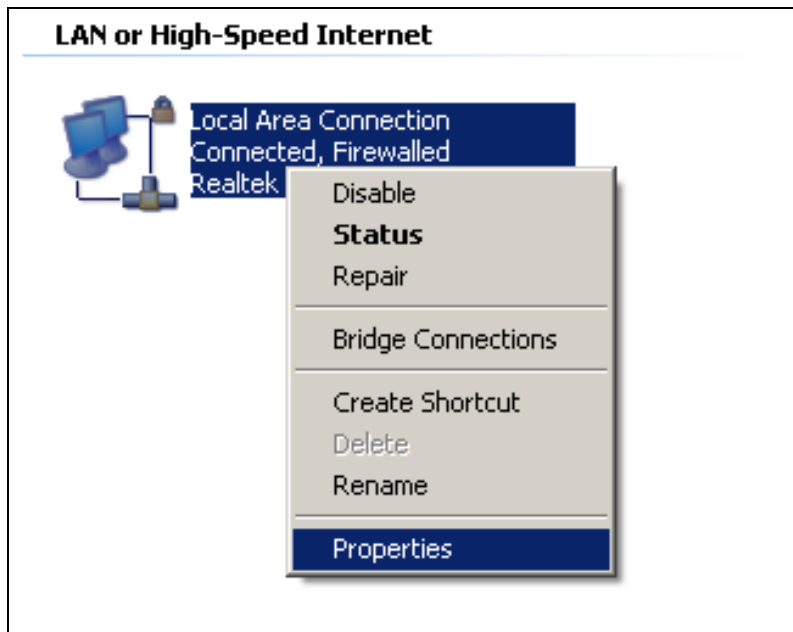 LAN or High-Speed Internet
Local Area Connection
Connected, Firewalled
Realtek
Disable
Status
Repair
Bridge Connections
Create Shortcut
Delete
Rename
Properties